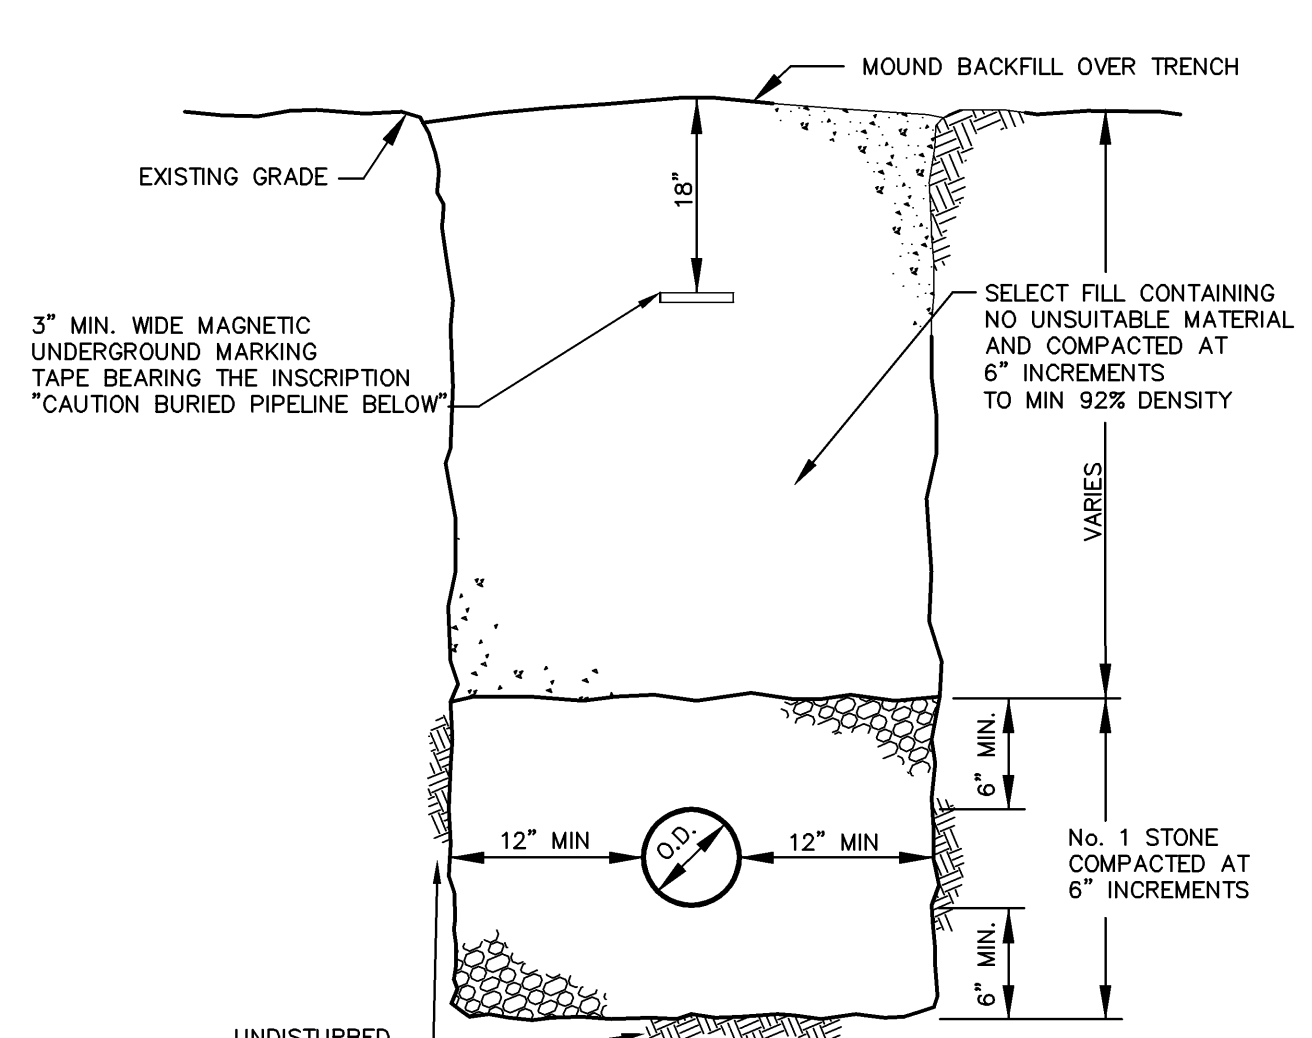 MOUND BACKFILL OVER TRENCH
EXISTING GRADE
18"
SELECT FILL CONTAINING
NO UNSUITABLE MATERIAL
AND COMPACTED AT
6" INCREMENTS
TO MIN 92% DENSITY
3" MIN. WIDE MAGNETIC
UNDERGROUND MARKING
TAPE BEARING THE INSCRIPTION
"CAUTION BURIED PIPELINE BELOW"
VARIES
6" MIN.
12" MIN
O.D.
12" MIN
No. 1 STONE
COMPACTED AT
6" INCREMENTS
6" MIN.
UNDISTURBED